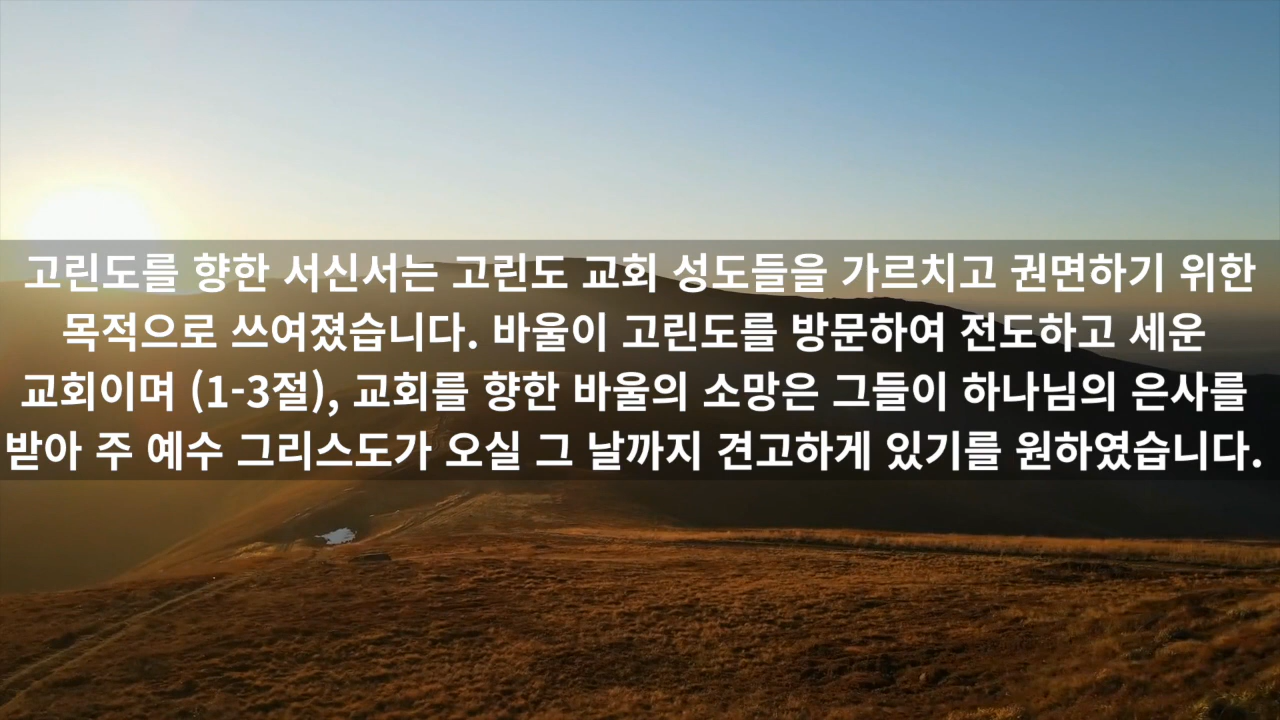 고린도를 향한 서신서는 고린도 교회 성도들을 가르치고 권면하기 위한
목적으로 쓰여졌습니다. 바울이 고린도를 방문하여 전도하고 세운
교회이며 (1-3절), 교회를 향한 바울의 소망은 그들이 하나님의 은사를
받아 주 예수 그리스도가 오실 그 날까지 견고하게 있기를 원하였습니다.